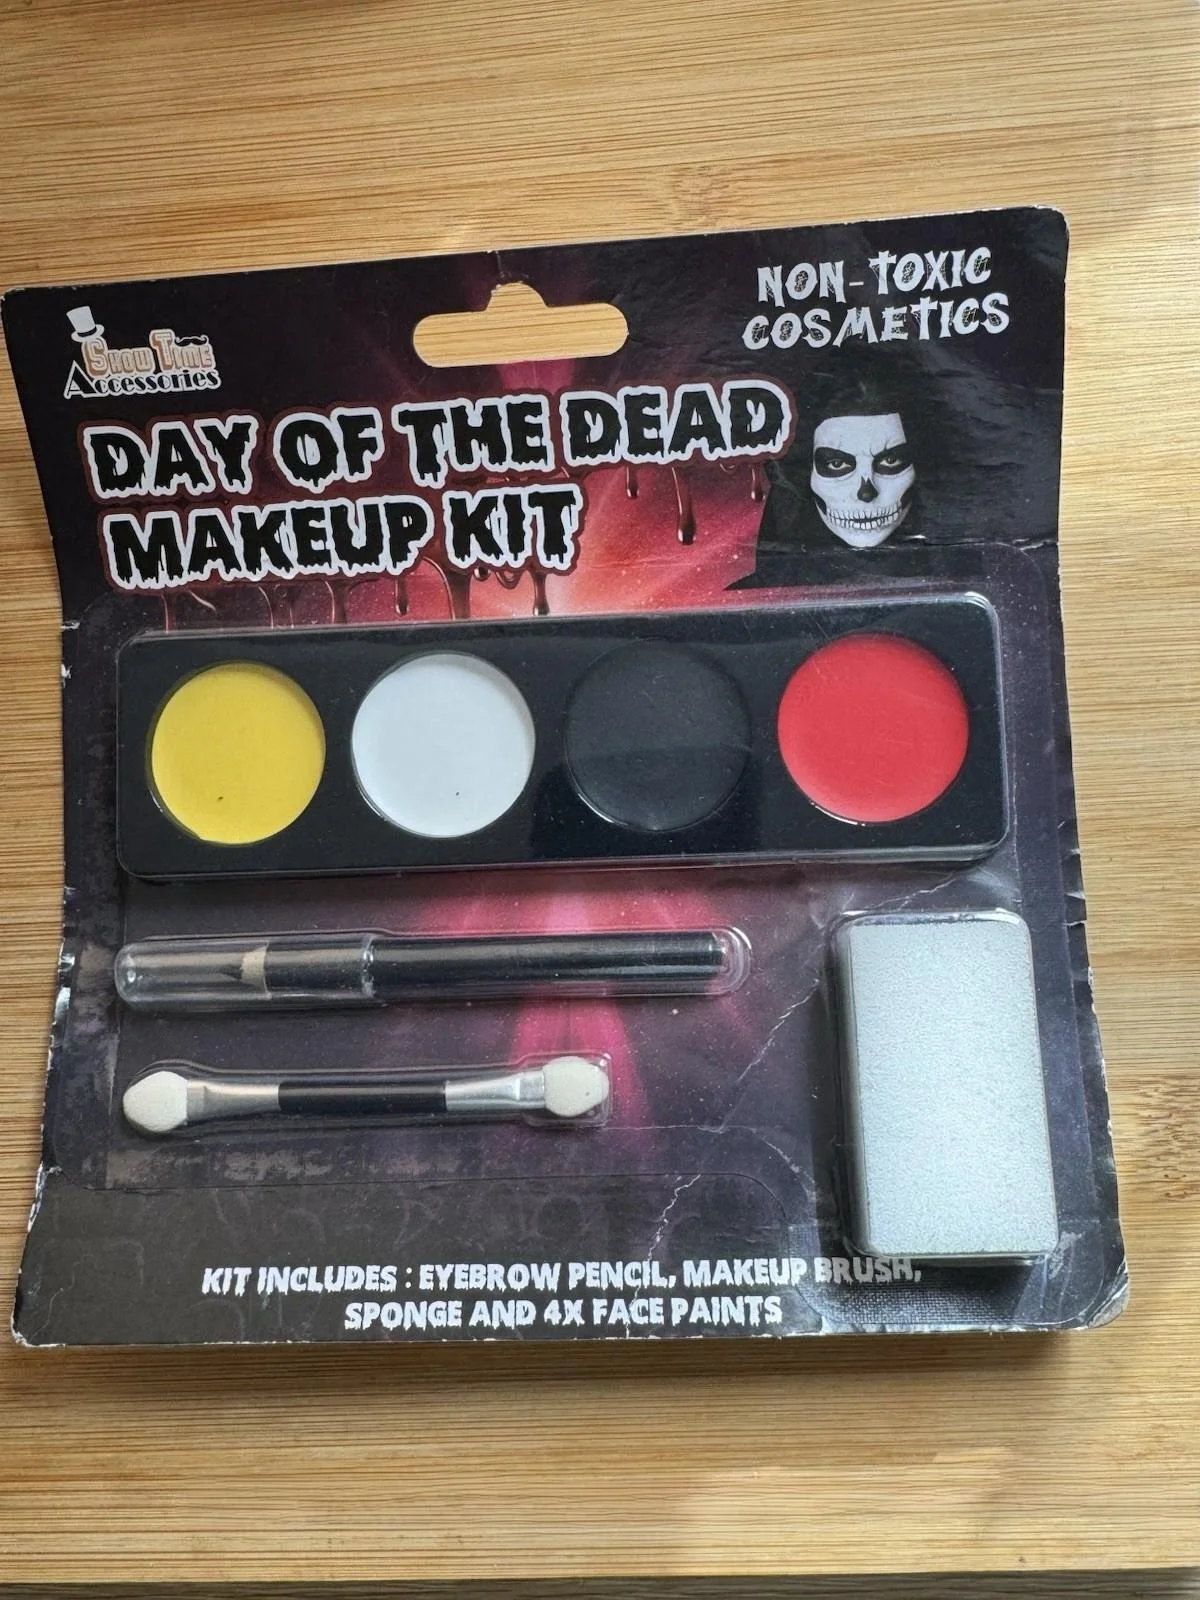 Show Time
Accessories
NON-TOXIC
COSMETICS
DAY OF THE DEAD
MAKEUP KIT
KIT INCLUDES : EYEBROW PENCIL, MAKEUP BRUSH,
SPONGE AND 4X FACE PAINTS